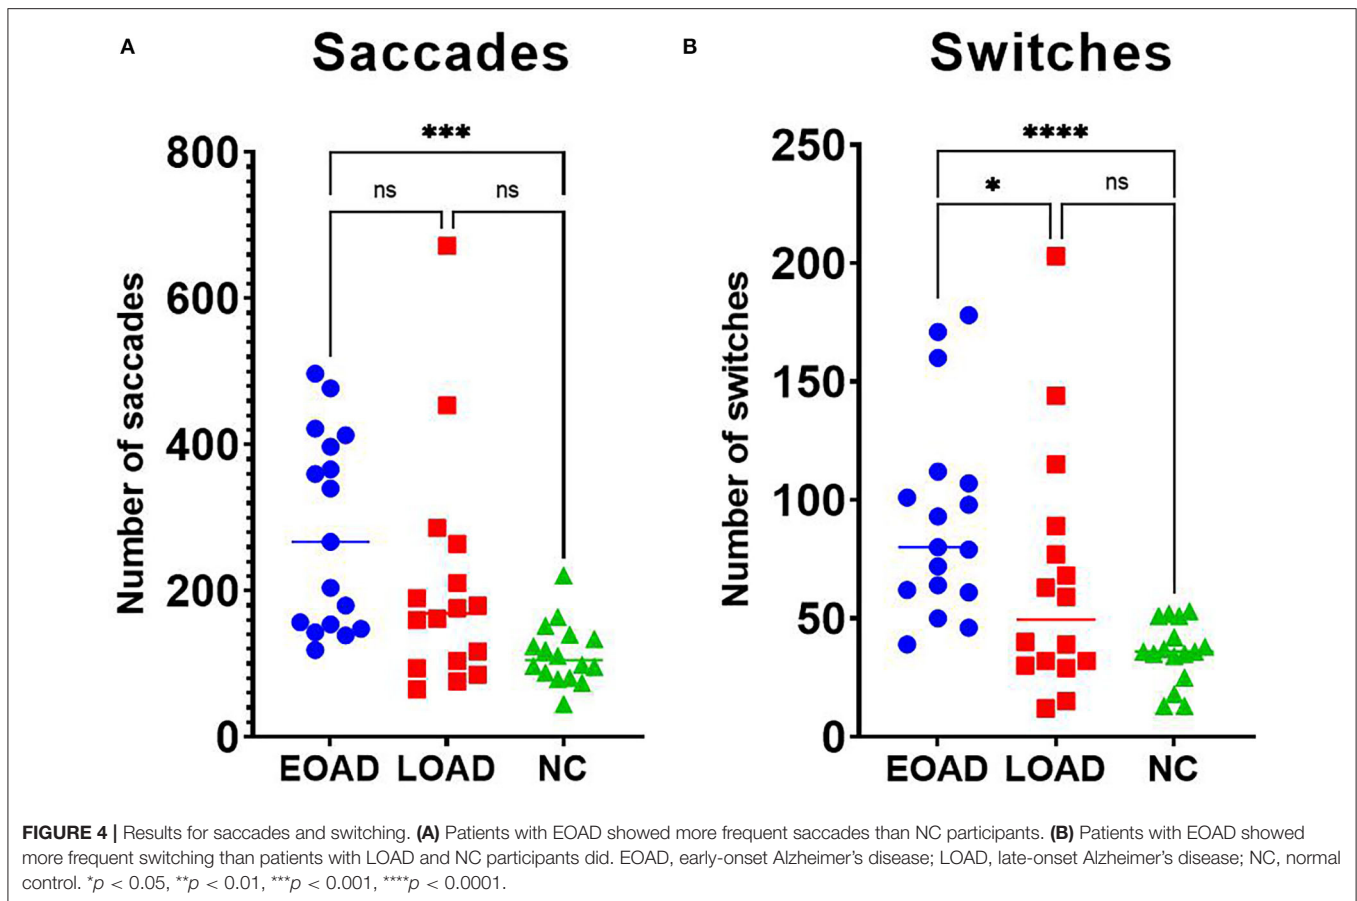 A
Saccades
***
ns
ns
Number of saccades
800
600
400
200
0
EOAD LOAD NC
B
Switches
****
*
ns
Number of switches
250
200
150
100
50
0
EOAD LOAD NC
FIGURE 4 | Results for saccades and switching. (A) Patients with EOAD showed more frequent saccades than NC participants. (B) Patients with EOAD showed
more frequent switching than patients with LOAD and NC participants did. EOAD, early-onset Alzheimer’s disease; LOAD, late-onset Alzheimer’s disease; NC, normal
control. *p < 0.05, **p < 0.01, ***p < 0.001, ****p < 0.0001.